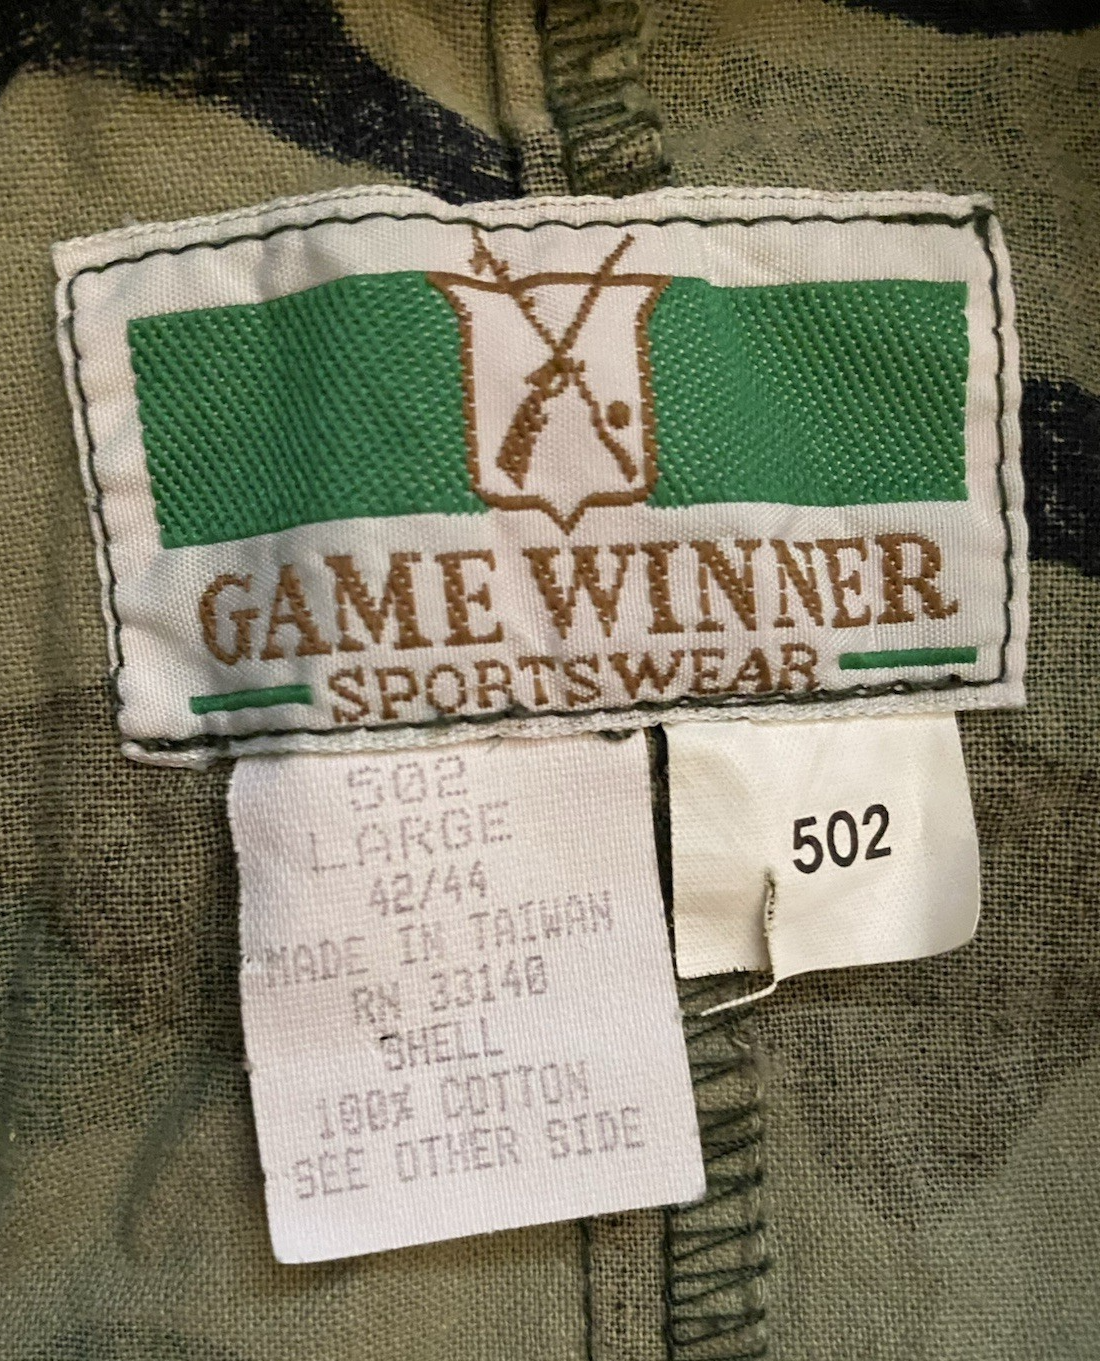 GAME WINNER
SPORTSWEAR
502
LARGE
42/44
MADE IN TAIWAN
RN 33140
SHELL
100% COTTON
SEE OTHER SIDE
502